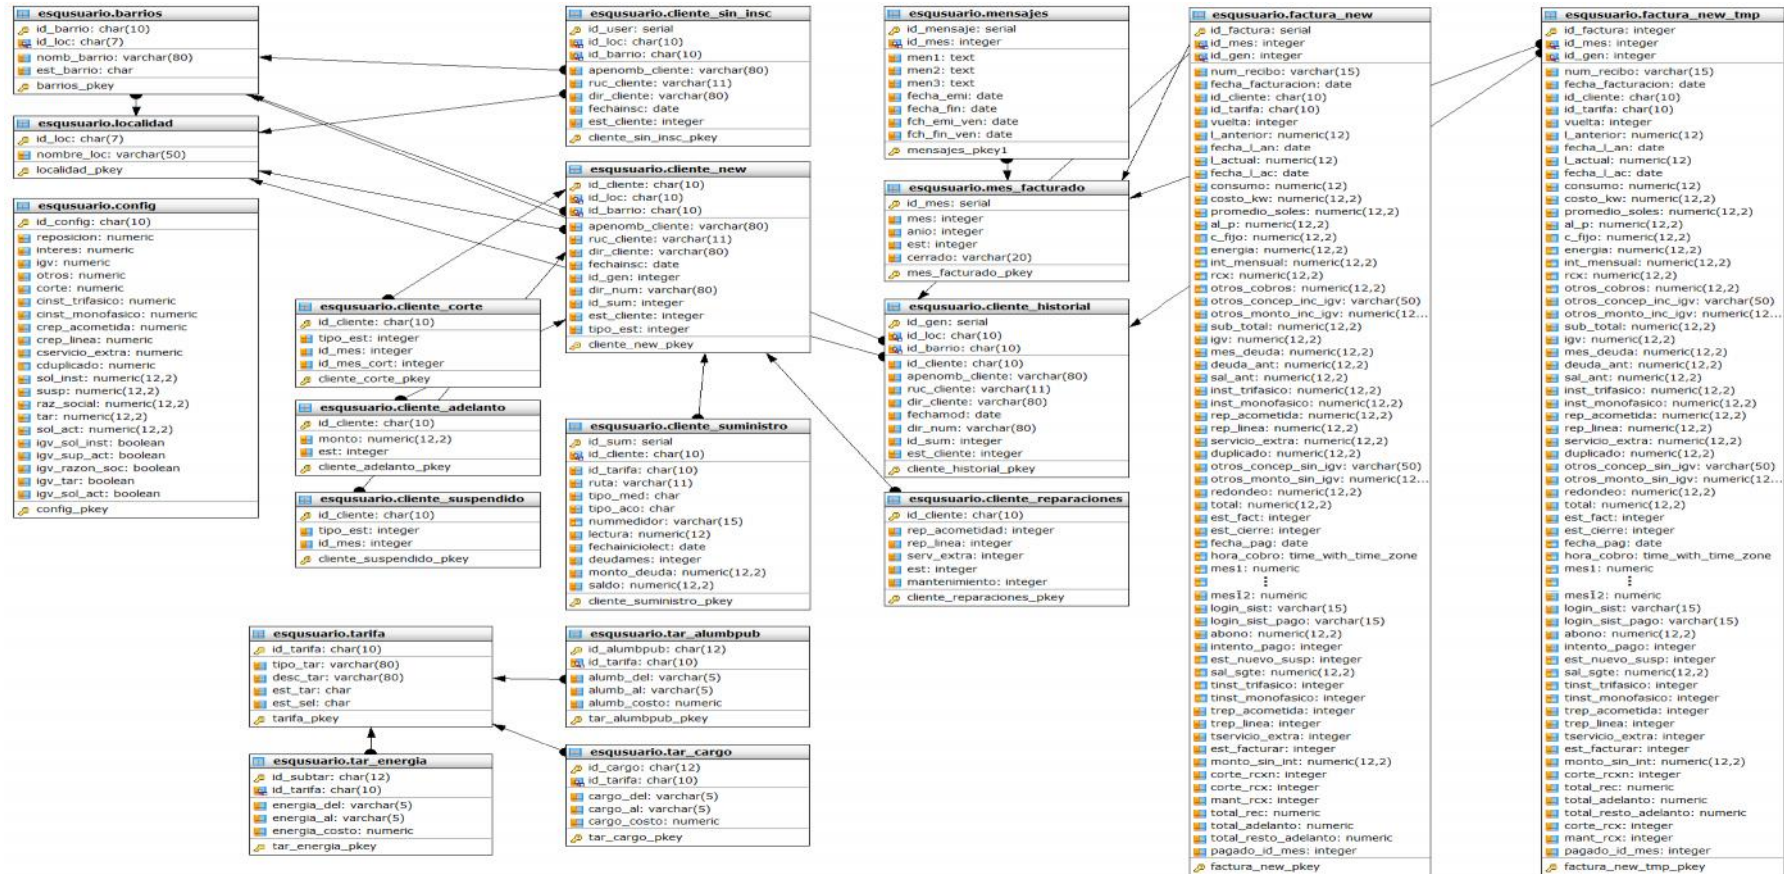 esqusuario.barrios
id_barrio: char(10)
id_loc: char(7)
nomb_barrio: varchar(80)
est_barrio: char
barrios_pkey
esqusuario.localidad
id_loc: char(7)
nombre_loc: varchar(50)
localidad_pkey
esqusuario.config
id_config: char(10)
reposicion: numeric
interes: numeric
igv: numeric
otros: numeric
corte: numeric
cinst_trifasico: numeric
cinst_monofasico: numeric
crep_acometida: numeric
crep_linea: numeric
cservicio_extra: numeric
cduplicado: numeric
sol_inst: numeric(12,2)
susp: numeric(12,2)
raz_social: numeric(12,2)
tar: numeric(12,2)
sol_act: numeric(12,2)
igv_sol_inst: boolean
igv_sup_act: boolean
igv_razon_soc: boolean
igv_tar: boolean
igv_sol_act: boolean
config_pkey
esqusuario.cliente_corte
id_cliente: char(10)
tipo_est: integer
id_mes: integer
id_mes_cort: integer
cliente_corte_pkey
esqusuario.cliente_adelanto
id_cliente: char(10)
monto: numeric(12,2)
est: integer
cliente_adelanto_pkey
esqusuario.cliente_suspendido
id_cliente: char(10)
tipo_est: integer
id_mes: integer
cliente_suspendido_pkey
esqusuario.tarifa
id_tarifa: char(10)
tipo_tar: varchar(80)
desc_tar: varchar(80)
est_tar: char
est_sel: char
tarifa_pkey
esqusuario.tar_energia
id_subtar: char(12)
id_tarifa: char(10)
energia_del: varchar(5)
energia_al: varchar(5)
energia_costo: numeric
tar_energia_pkey
esqusuario.cliente_sin_insc
id_user: serial
id_loc: char(10)
id_barrio: char(10)
apenomb_cliente: varchar(80)
ruc_cliente: varchar(11)
dir_cliente: varchar(80)
fechainsc: date
est_cliente: integer
cliente_sin_insc_pkey
esqusuario.cliente_new
id_cliente: char(10)
id_loc: char(10)
id_barrio: char(10)
apenomb_cliente: varchar(80)
ruc_cliente: varchar(11)
dir_cliente: varchar(80)
fechainsc: date
id_gen: integer
dir_num: varchar(80)
id_sum: integer
est_cliente: integer
tipo_est: integer
cliente_new_pkey
esqusuario.cliente_suministro
id_sum: serial
id_cliente: char(10)
id_tarifa: char(10)
ruta: varchar(11)
tipo_med: char
tipo_aco: char
nummedidor: varchar(15)
lectura: numeric(12)
fechainiciolect: date
deudames: integer
monto_deuda: numeric(12,2)
saldo: numeric(12,2)
cliente_suministro_pkey
esqusuario.tar_alumbpub
id_alumbpub: char(12)
id_tarifa: char(10)
alumb_del: varchar(5)
alumb_al: varchar(5)
alumb_costo: numeric
tar_alumbpub_pkey
esqusuario.tar_cargo
id_cargo: char(12)
id_tarifa: char(10)
cargo_del: varchar(5)
cargo_al: varchar(5)
cargo_costo: numeric
tar_cargo_pkey
esqusuario.mensajes
id_mensaje: serial
id_mes: integer
men1: text
men2: text
men3: text
fecha_emi: date
fecha_fin: date
fch_emi_ven: date
fch_fin_ven: date
mensajes_pkey1
esqusuario.mes_facturado
id_mes: serial
mes: integer
anio: integer
est: integer
cerrado: varchar(20)
mes_facturado_pkey
esqusuario.cliente_historial
id_gen: serial
id_loc: char(10)
id_barrio: char(10)
id_cliente: char(10)
apenomb_cliente: varchar(80)
ruc_cliente: varchar(11)
dir_cliente: varchar(80)
fechamod: date
dir_num: varchar(80)
id_sum: integer
est_cliente: integer
cliente_historial_pkey
esqusuario.cliente_reparaciones
id_cliente: char(10)
rep_acometidad: integer
rep_linea: integer
serv_extra: integer
est: integer
mantenimiento: integer
cliente_reparaciones_pkey
esqusuario.factura_new
id_factura: serial
id_mes: integer
id_gen: integer
num_recibo: varchar(15)
fecha_facturacion: date
id_cliente: char(10)
id_tarifa: char(10)
vuelta: integer
l_anterior: numeric(12)
fecha_l_an: date
l_actual: numeric(12)
fecha_l_ac: date
consumo: numeric(12)
costo_kw: numeric(12,2)
promedio_soles: numeric(12,2)
al_p: numeric(12,2)
c_fijo: numeric(12,2)
energia: numeric(12,2)
int_mensual: numeric(12,2)
rcx: numeric(12,2)
otros_cobros: numeric(12,2)
otros_concep_inc_igv: varchar(50)
otros_monto_inc_igv: numeric(12...
sub_total: numeric(12,2)
igv: numeric(12,2)
mes_deuda: numeric(12,2)
deuda_ant: numeric(12,2)
sal_ant: numeric(12,2)
inst_trifasico: numeric(12,2)
inst_monofasico: numeric(12,2)
rep_acometida: numeric(12,2)
rep_linea: numeric(12,2)
servicio_extra: numeric(12,2)
duplicado: numeric(12,2)
otros_concep_sin_igv: varchar(50)
otros_monto_sin_igv: numeric(12...
redondeo: numeric(12,2)
total: numeric(12,2)
est_fact: integer
est_cierre: integer
fecha_pag: date
hora_cobro: time_with_time_zone
mes1: numeric
⋮
mes12: numeric
login_sist: varchar(15)
login_sist_pago: varchar(15)
abono: numeric(12,2)
intento_pago: integer
est_nuevo_susp: integer
sal_sgte: numeric(12,2)
tinst_trifasico: integer
tinst_monofasico: integer
trep_acometida: integer
trep_linea: integer
tservicio_extra: integer
est_facturar: integer
monto_sin_int: numeric(12,2)
corte_rcxn: integer
corte_rcx: integer
mant_rcx: integer
total_rec: numeric
total_adelanto: numeric
total_resto_adelanto: numeric
pagado_id_mes: integer
factura_new_pkey
esqusuario.factura_new_tmp
id_factura: integer
id_mes: integer
id_gen: integer
num_recibo: varchar(15)
fecha_facturacion: date
id_cliente: char(10)
id_tarifa: char(10)
vuelta: integer
l_anterior: numeric(12)
fecha_l_an: date
l_actual: numeric(12)
fecha_l_ac: date
consumo: numeric(12)
costo_kw: numeric(12,2)
promedio_soles: numeric(12,2)
al_p: numeric(12,2)
c_fijo: numeric(12,2)
energia: numeric(12,2)
int_mensual: numeric(12,2)
rcx: numeric(12,2)
otros_cobros: numeric(12,2)
otros_concep_inc_igv: varchar(50)
otros_monto_inc_igv: numeric(12...
sub_total: numeric(12,2)
igv: numeric(12,2)
mes_deuda: numeric(12,2)
deuda_ant: numeric(12,2)
sal_ant: numeric(12,2)
inst_trifasico: numeric(12,2)
inst_monofasico: numeric(12,2)
rep_acometida: numeric(12,2)
rep_linea: numeric(12,2)
servicio_extra: numeric(12,2)
duplicado: numeric(12,2)
otros_concep_sin_igv: varchar(50)
otros_monto_sin_igv: numeric(12...
redondeo: numeric(12,2)
total: numeric(12,2)
est_fact: integer
est_cierre: integer
fecha_pag: date
hora_cobro: time_with_time_zone
mes1: numeric
⋮
mes12: numeric
login_sist: varchar(15)
login_sist_pago: varchar(15)
abono: numeric(12,2)
intento_pago: integer
est_nuevo_susp: integer
sal_sgte: numeric(12,2)
tinst_trifasico: integer
tinst_monofasico: integer
trep_acometida: integer
trep_linea: integer
tservicio_extra: integer
est_facturar: integer
monto_sin_int: numeric(12,2)
corte_rcxn: integer
total_rec: numeric
total_adelanto: numeric
total_resto_adelanto: numeric
corte_rcx: integer
mant_rcx: integer
pagado_id_mes: integer
factura_new_tmp_pkey